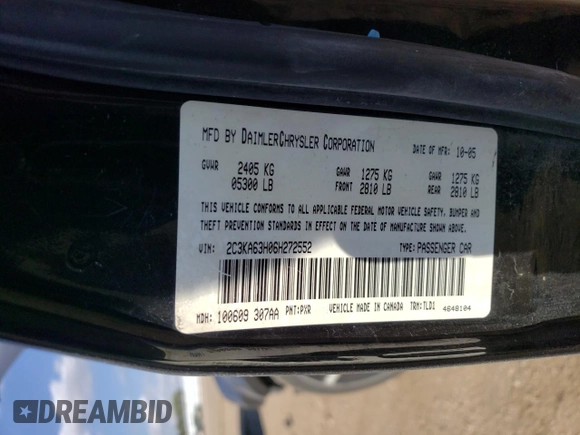 MFD BY DAIMLERCHRYSLER CORPORATION DATE OF MFR: 10-05
GVWR 2405 KG GAWR 1275 KG GAWR 1275 KG
05300 LB FRONT 2810 LB REAR 2810 LB
THIS VEHICLE CONFORMS TO ALL APPLICABLE FEDERAL MOTOR VEHICLE SAFETY, BUMPER AND
THEFT PREVENTION STANDARDS IN EFFECT ON THE DATE OF MANUFACTURE SHOWN ABOVE.
VIN: 2C3KA63H06H272552 TYPE: PASSENGER CAR
MDH: 100609 307AA PNT: PXR VEHICLE MADE IN CANADA TRM: TLD1 4648104
DREAMBID